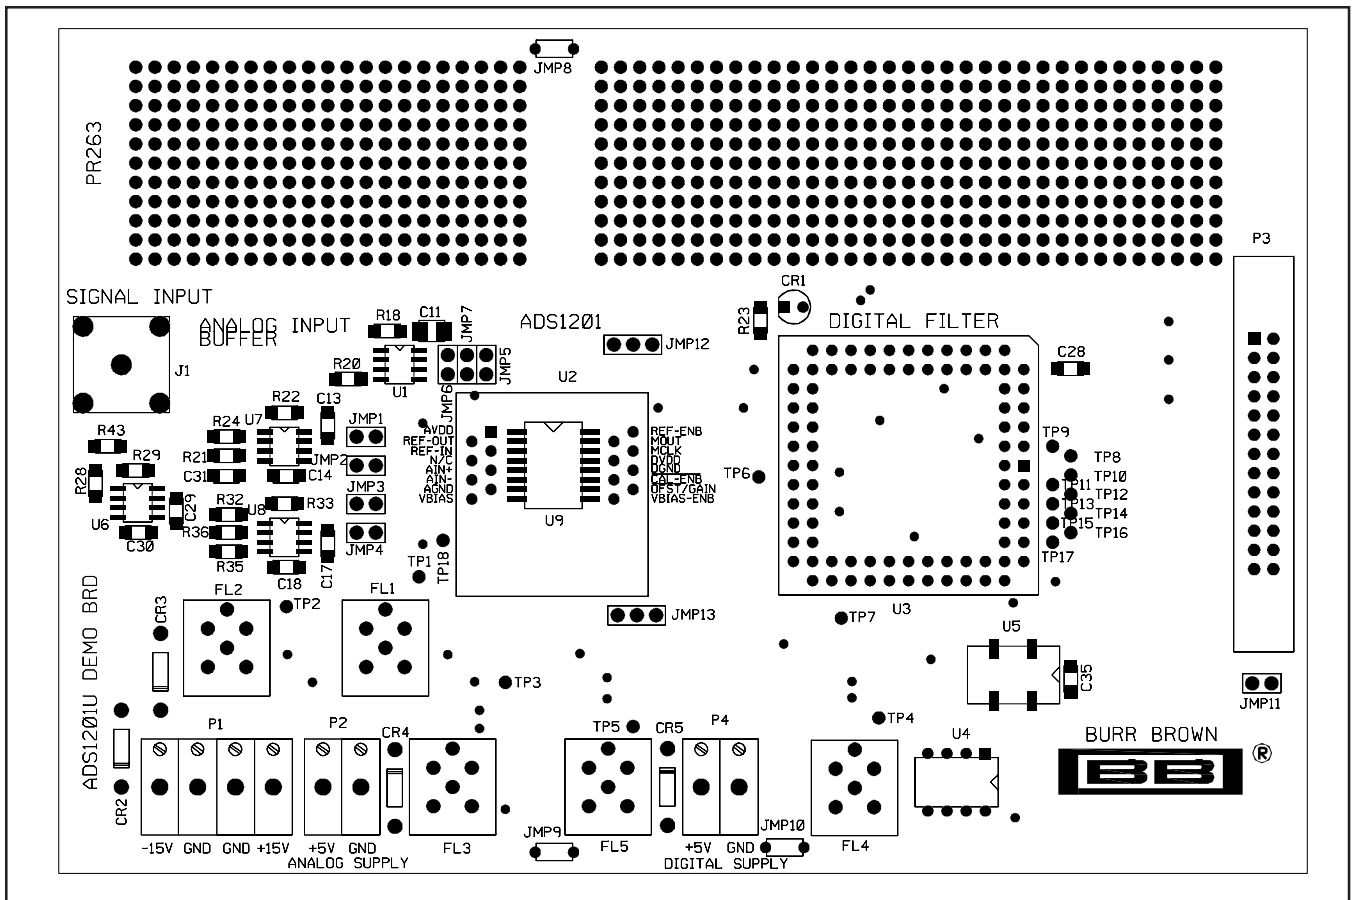 JMP8
PR263
P3
SIGNAL INPUT
J1
ANALOG INPUT
BUFFER
R18
C11
JMP7
JMP5
JMP6
R20
U1
ADS1201
JMP12
U2
R23
CR1
DIGITAL FILTER
C28
R22
C13
R24
U7
JMP1
R21
JMP2
C31
C14
R43
R29
R28
U6
C29
C30
R32
U8
R33
R36
R35
C18
C17
JMP3
JMP4
AVDD
REF-OUT
REF-IN
N/C
AIN+
AIN-
AGND
VBIAS
U9
REF-ENB
MOUT
MCLK
DVDD
DGND
CAL-ENB
OFST/GAIN
VBIAS-ENB
TP6
TP9
TP8
TP10
TP11
TP12
TP13
TP14
TP15
TP16
TP17
TP1
TP18
FL2
TP2
FL1
CR3
JMP13
U3
TP7
U5
C35
JMP11
ADS1201U DEMO BRD
TP3
TP5
TP4
CR2
P1
P2
CR4
CR5
P4
U4
BURR BROWN
BB ®
-15V GND GND +15V
+5V GND
ANALOG SUPPLY
FL3
JMP9
FL5
+5V GND
DIGITAL SUPPLY
JMP10
FL4